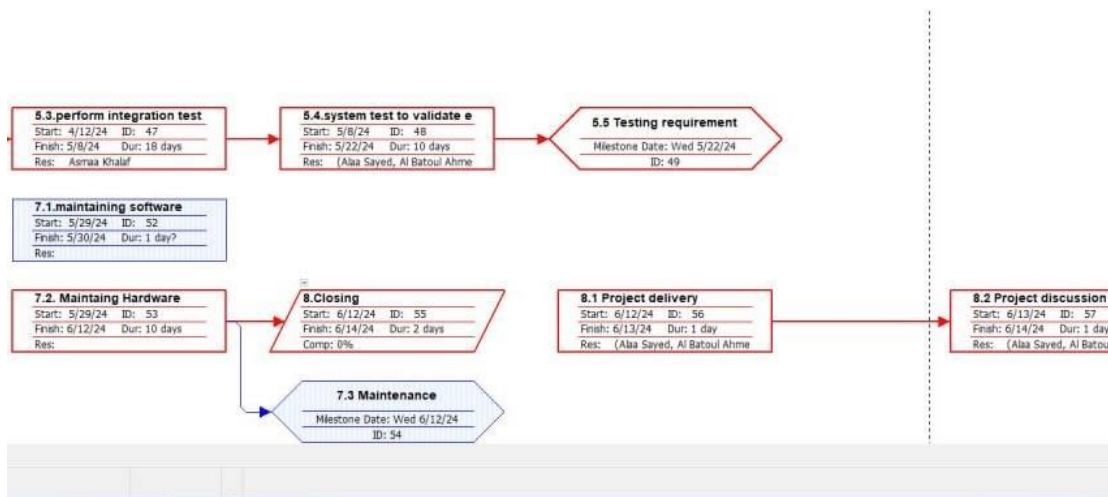 5.3.perform integration test
Start: 4/12/24 ID: 47
Finish: 5/8/24 Dur: 18 days
Res: Asmaa Khalaf
5.4.system test to validate e
Start: 5/8/24 ID: 48
Finish: 5/22/24 Dur: 10 days
Res: (Alaa Sayed, Al Batoul Ahme
5.5 Testing requirement
Milestone Date: Wed 5/22/24
ID: 49
7.1.maintaining software
Start: 5/29/24 ID: 52
Finish: 5/30/24 Dur: 1 day?
Res:
7.2. Maintaing Hardware
Start: 5/29/24 ID: 53
Finish: 6/12/24 Dur: 10 days
Res:
8.Closing
Start: 6/12/24 ID: 55
Finish: 6/14/24 Dur: 2 days
Comp: 0%
8.1 Project delivery
Start: 6/12/24 ID: 56
Finish: 6/13/24 Dur: 1 day
Res: (Alaa Sayed, Al Batoul Ahme
8.2 Project discussion
Start: 6/13/24 ID: 57
Finish: 6/14/24 Dur: 1 day
Res: (Alaa Sayed, Al Batou
7.3 Maintenance
Milestone Date: Wed 6/12/24
ID: 54